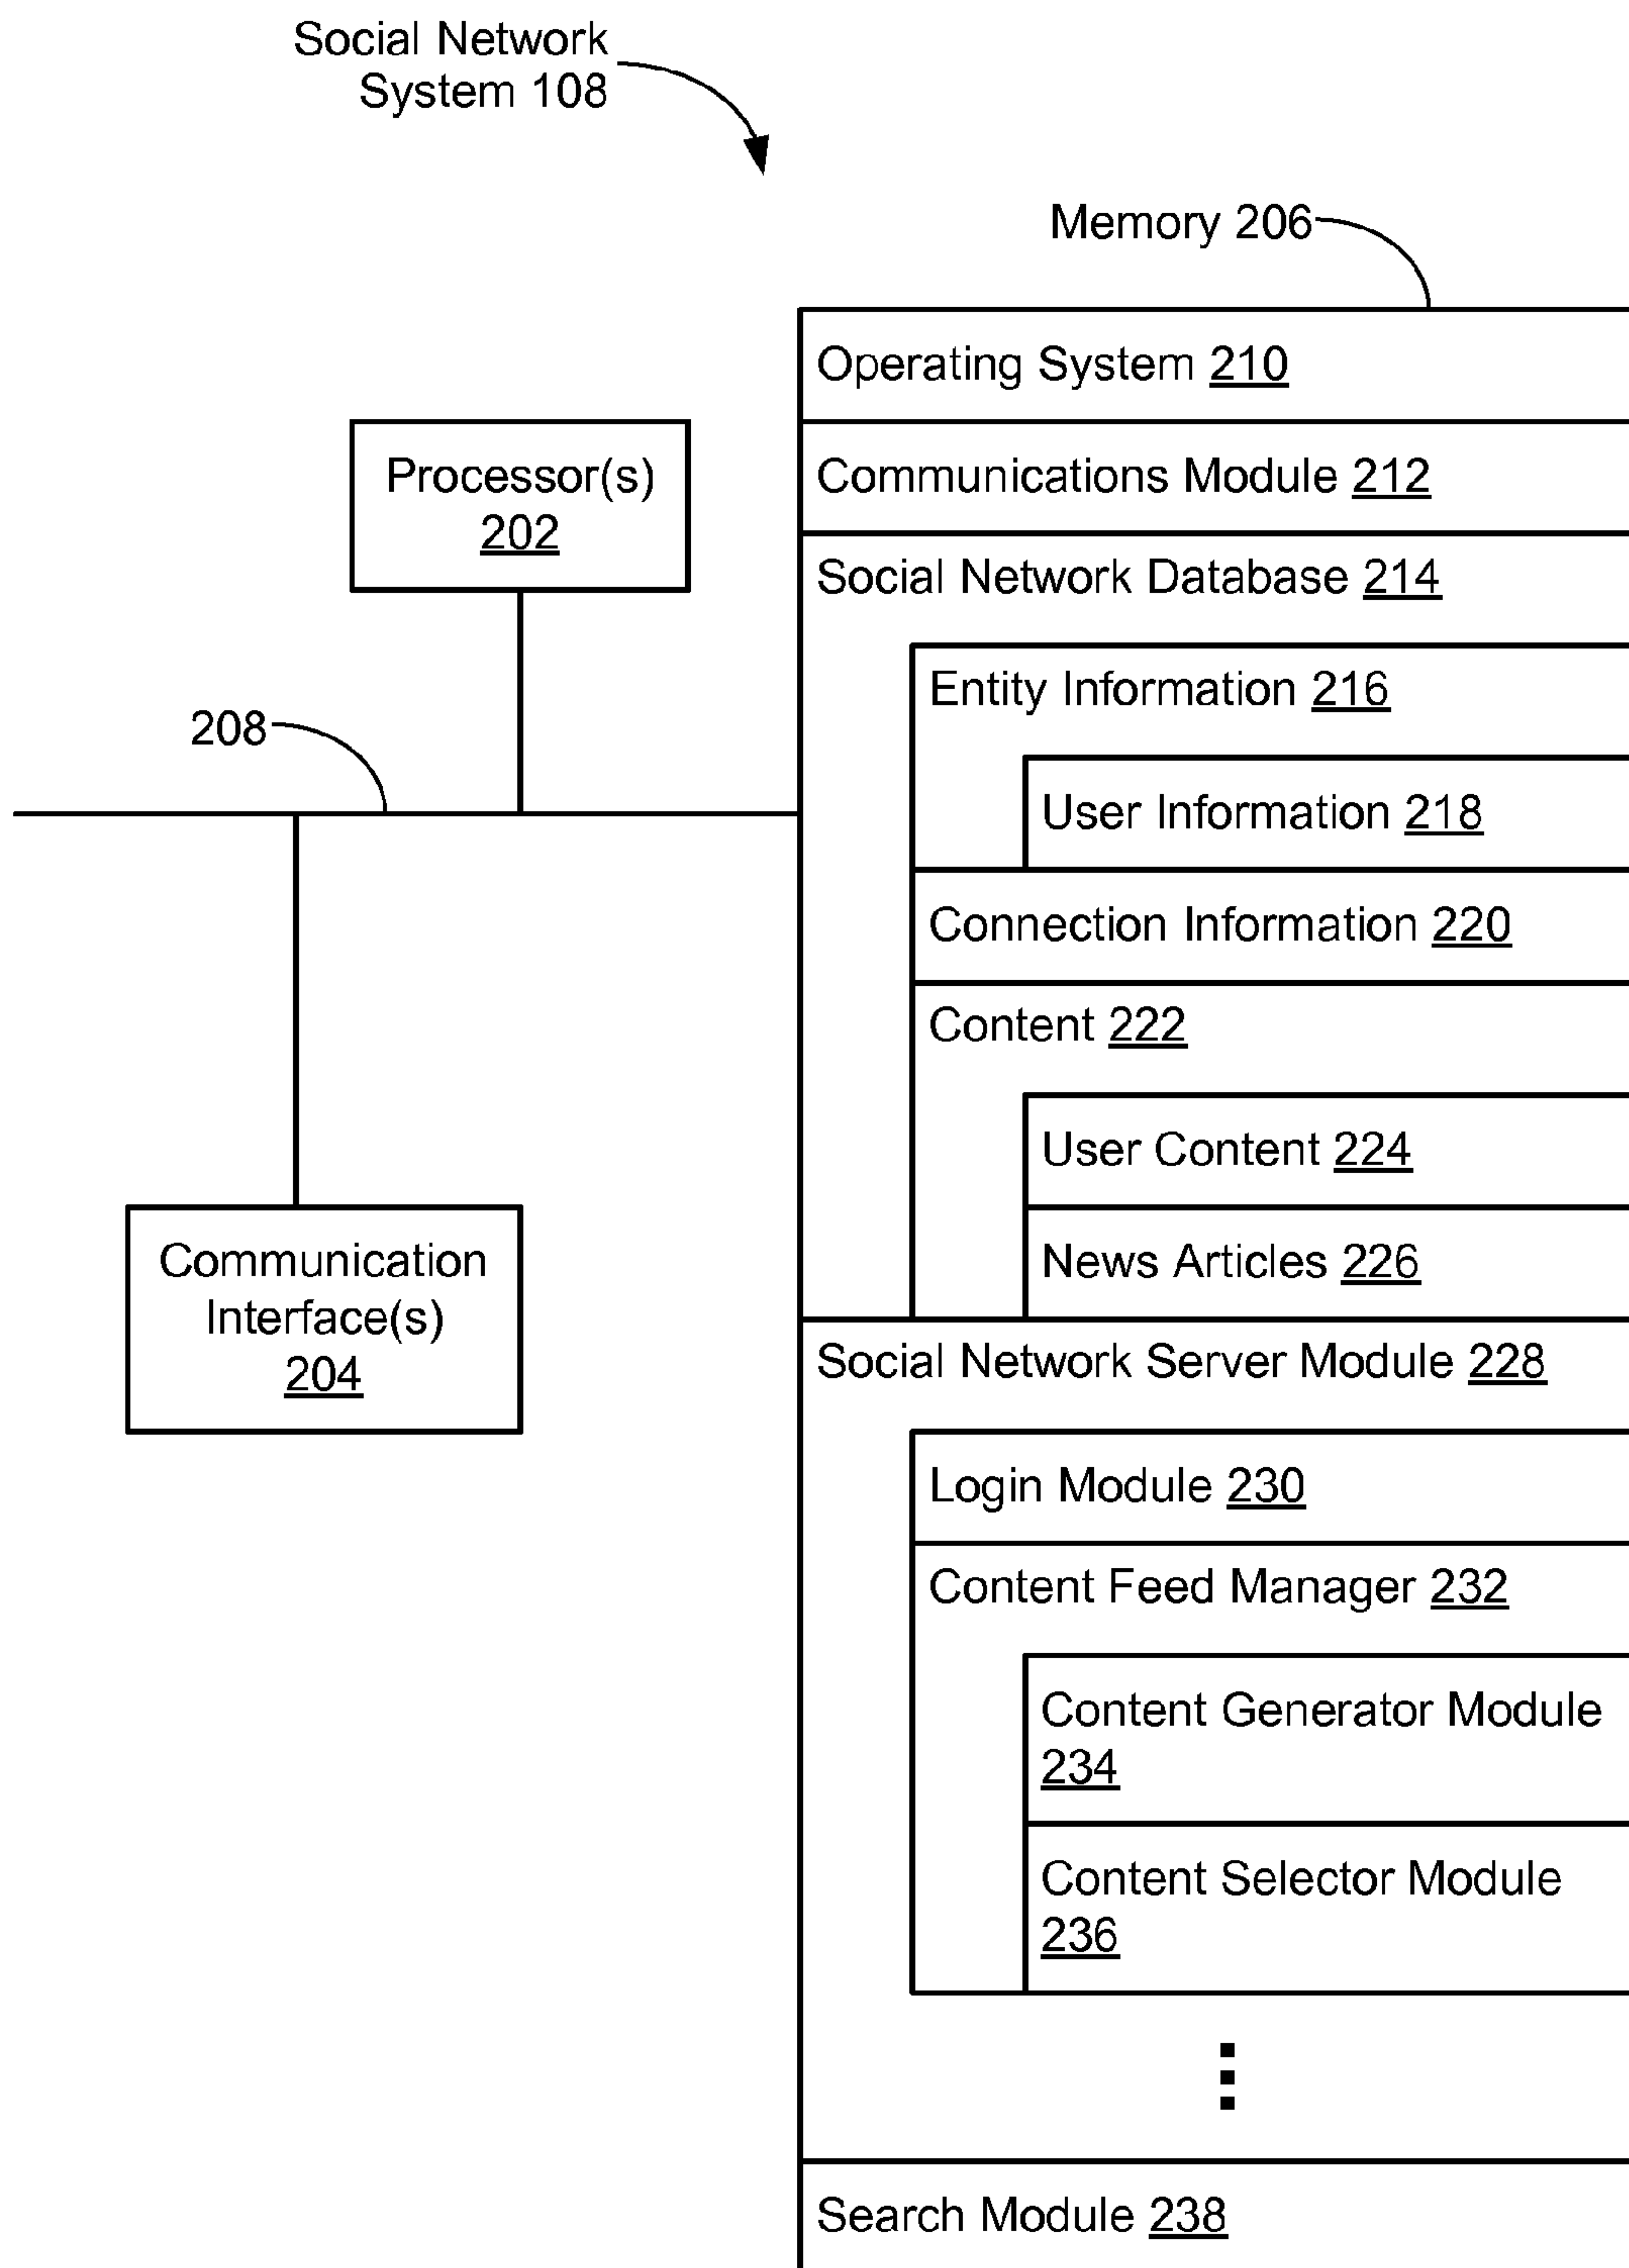 Social Network
System 108
Memory 206
Operating System 210
Processor(s)
202
Communications Module 212
Social Network Database 214
Entity Information 216
208
User Information 218
Connection Information 220
Content 222
User Content 224
Communication
Interface(s)
204
News Articles 226
Social Network Server Module 228
Login Module 230
Content Feed Manager 232
Content Generator Module
234
Content Selector Module
236
Search Module 238